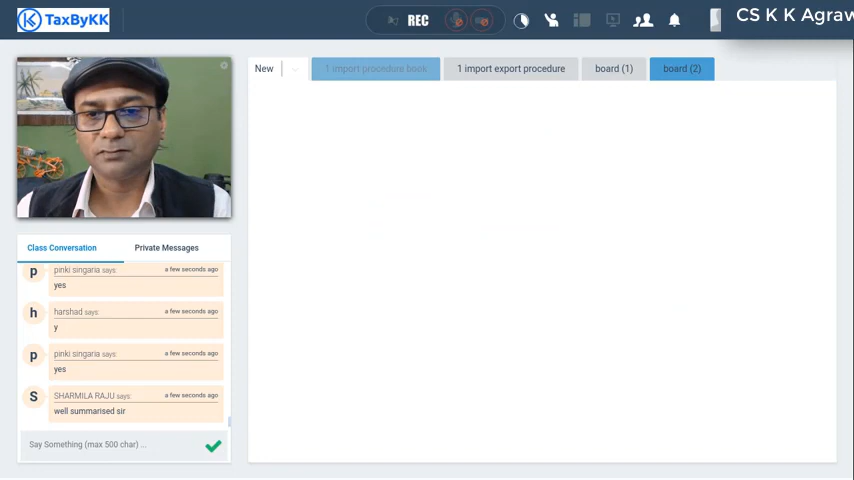 TaxByKK
REC
CS K K Agraw
New
1 import procedure book
1 import export procedure
board (1)
board (2)
Class Conversation
Private Messages
p
pinki singaria says:
a few seconds ago
yes
h
harshad says:
a few seconds ago
y
p
pinki singaria says:
a few seconds ago
yes
S
SHARMILA RAJU says:
a few seconds ago
well summarised sir
Say Something (max 500 char) ...